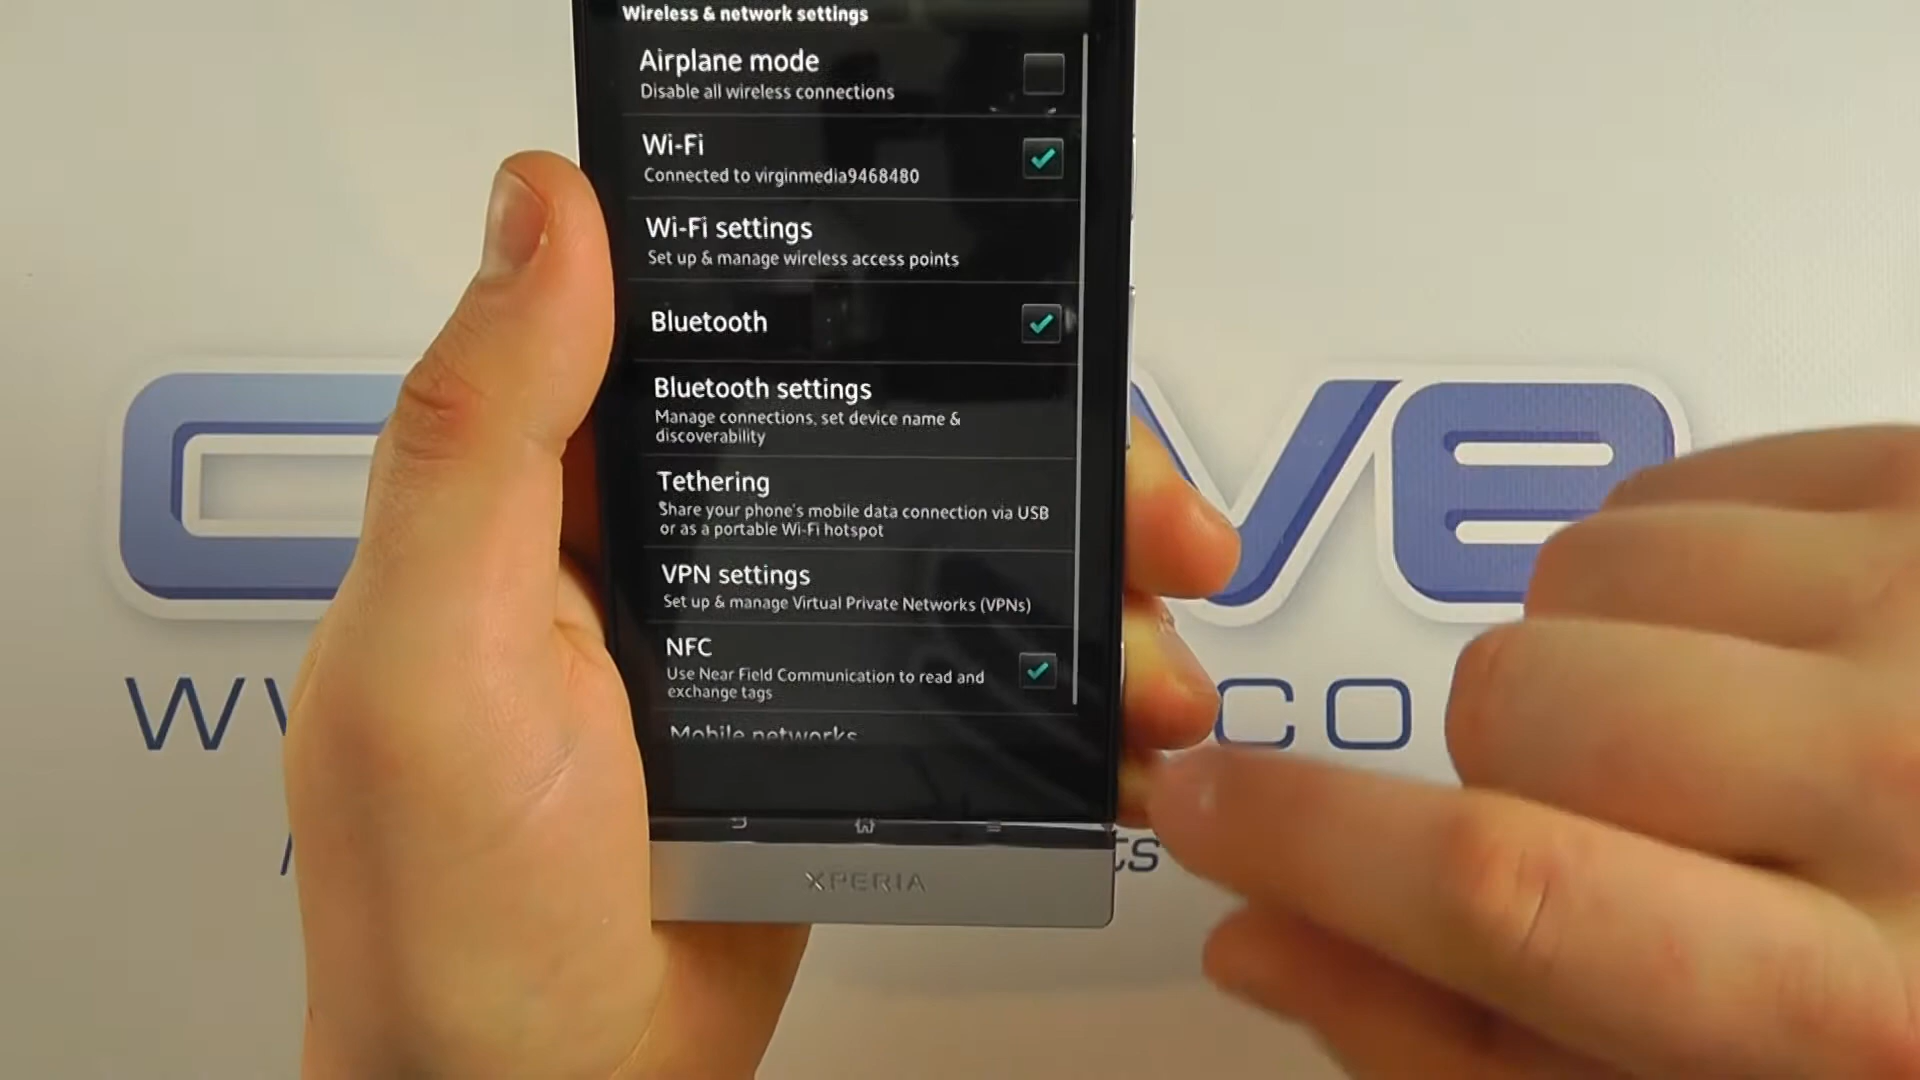 Wireless & network settings
Airplane mode
Disable all wireless connections
Wi-Fi
Connected to virginmedia9468480
Wi-Fi settings
Set up & manage wireless access points
Bluetooth
Bluetooth settings
Manage connections, set device name &
discoverability
Tethering
Share your phone's mobile data connection via USB
or as a portable Wi-Fi hotspot
VPN settings
Set up & manage Virtual Private Networks (VPNs)
NFC
Use Near Field Communication to read and
exchange tags
Mobile networks
XPERIA